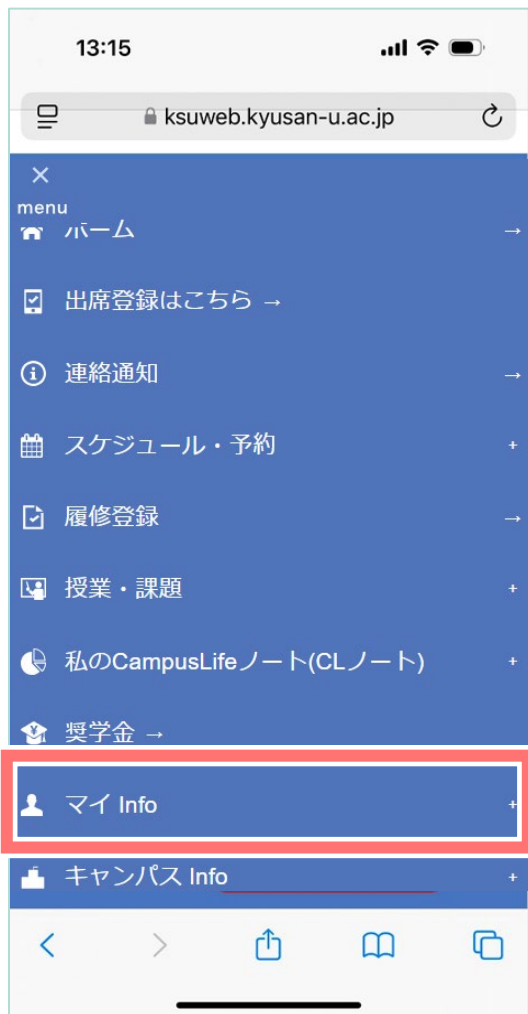 13:15
ksuweb.kyusan-u.ac.jp
×
menu
ホーム →
出席登録はこちら →
連絡通知 →
スケジュール・予約 +
履修登録 →
授業・課題 +
私のCampusLifeノート(CLノート) +
奨学金 →
マイ Info +
キャンパス Info +